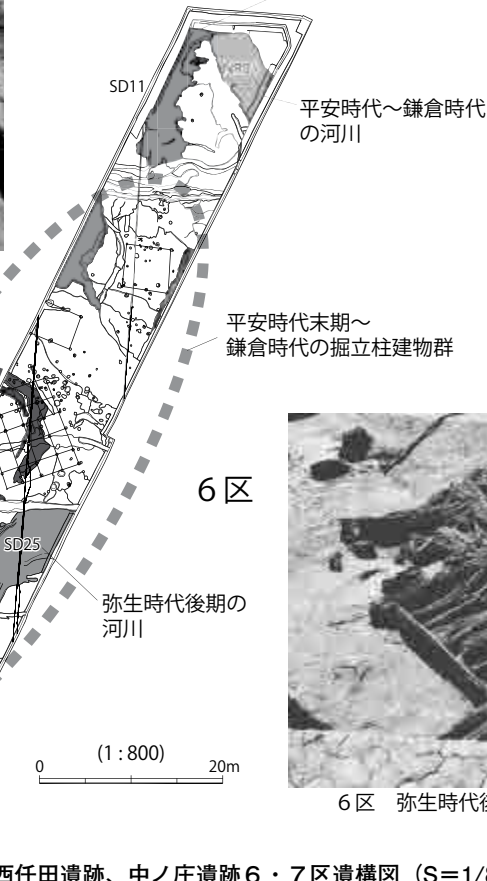 SD11
平安時代～鎌倉時代
の河川
平安時代末期～
鎌倉時代の掘立柱建物群
6区
SD25
弥生時代後期の
河川
(1 : 800)
0 20m
6区 弥生時代後
西任田遺跡、中ノ庄遺跡6・7区遺構図（S＝1/8